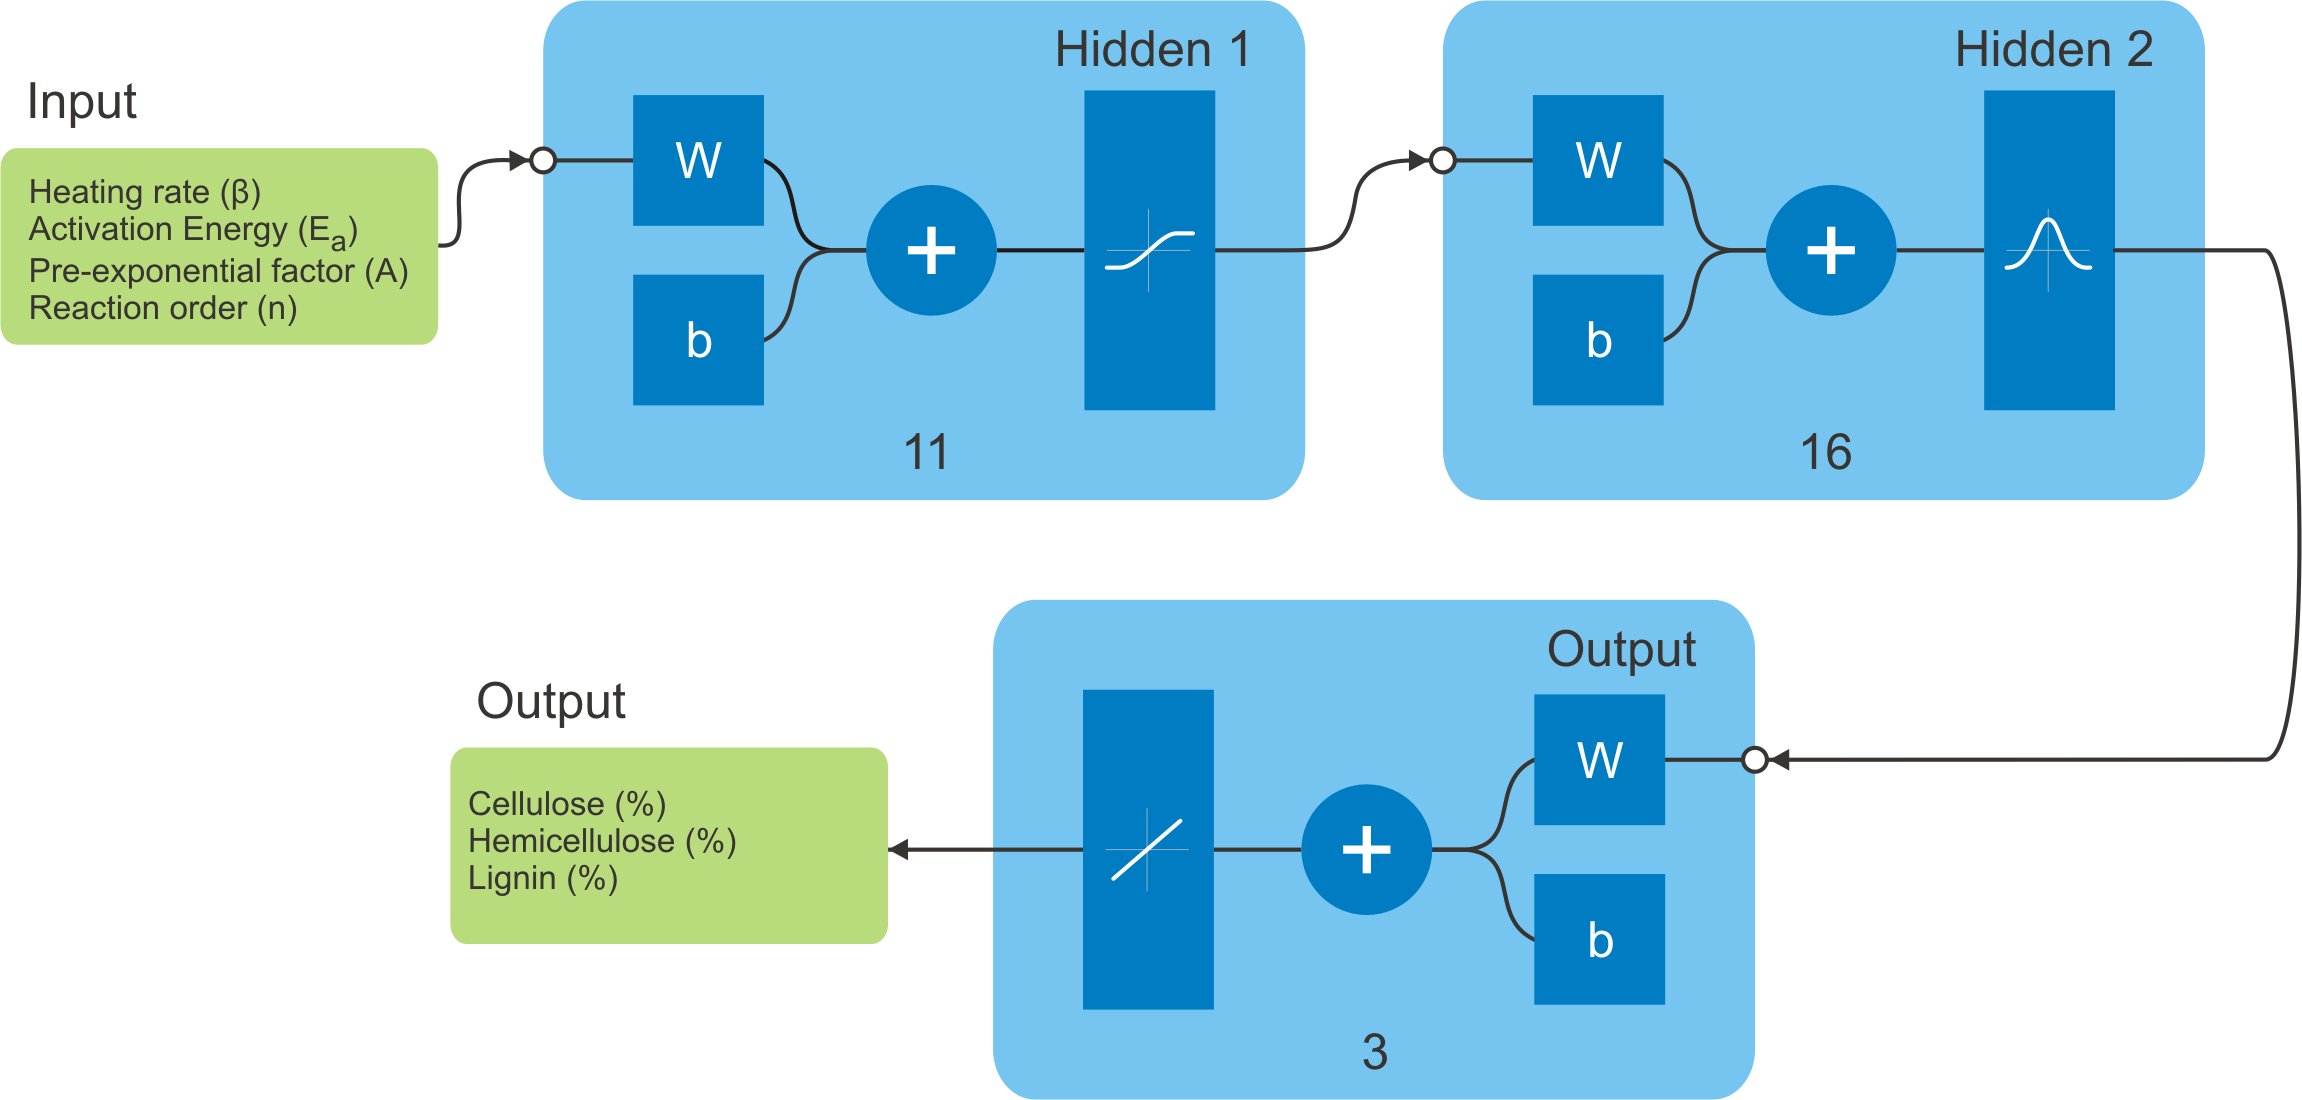 Input
Heating rate (β)
Activation Energy (Eₐ)
Pre-exponential factor (A)
Reaction order (n)
Hidden 1
W
+
b
11
Hidden 2
W
+
b
16
Output
W
+
b
3
Output
Cellulose (%)
Hemicellulose (%)
Lignin (%)